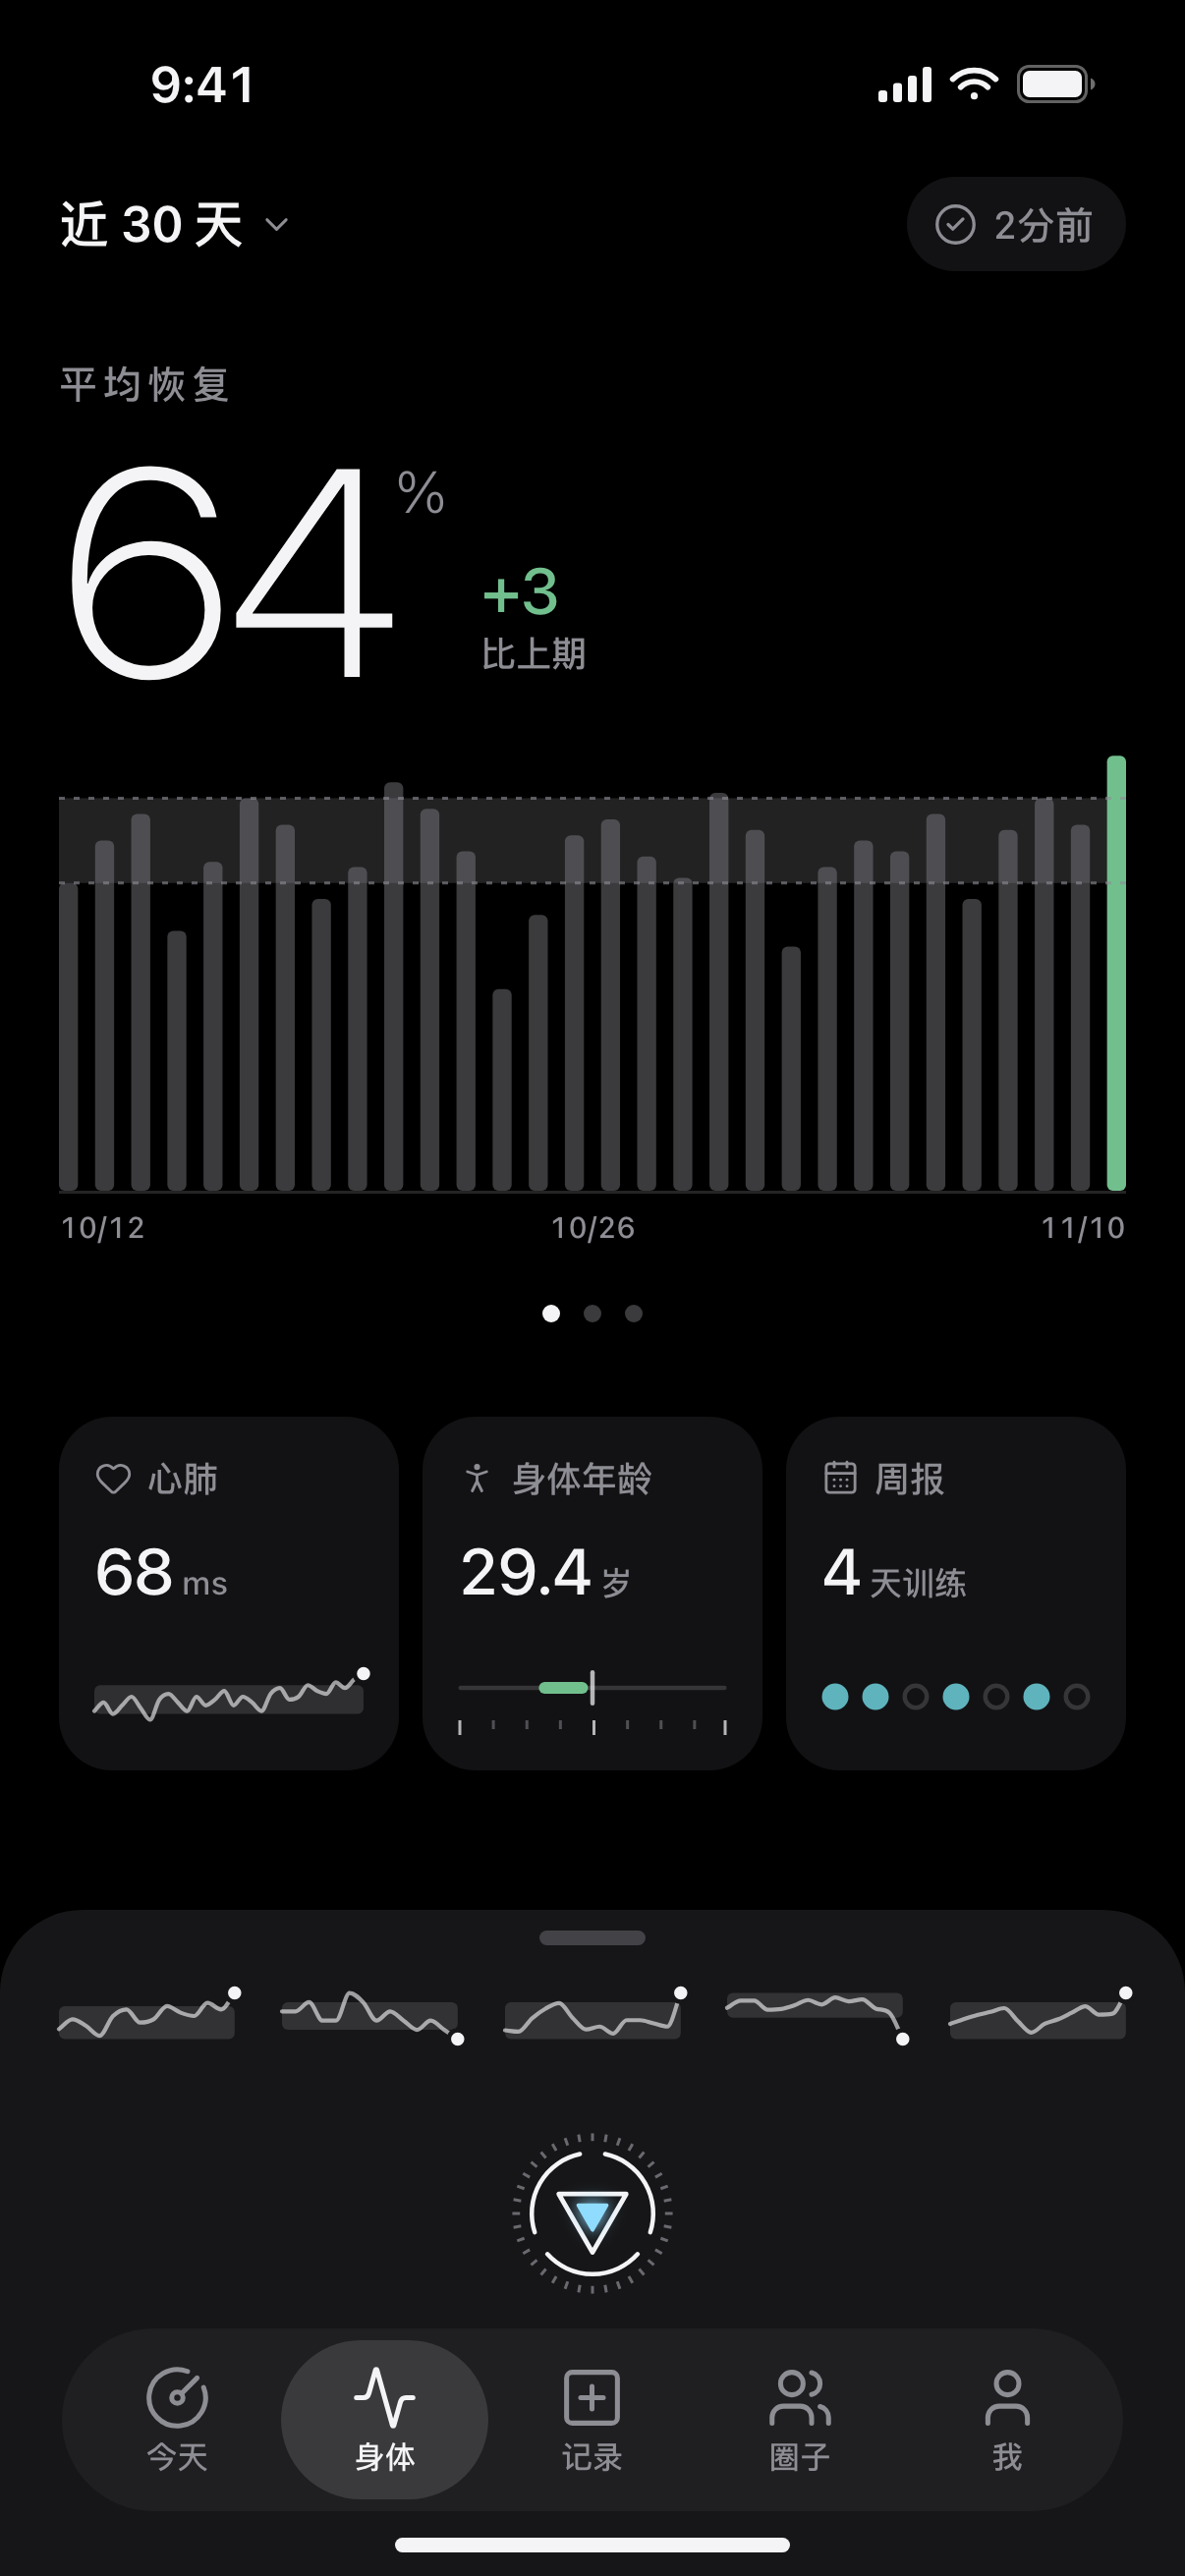 9:41
近 30 天
2分前
平均恢复
64%
+3
比上期
10/12 10/26 11/10
心肺
68 ms
身体年龄
29.4 岁
周报
4 天训练
今天 身体 记录 圈子 我